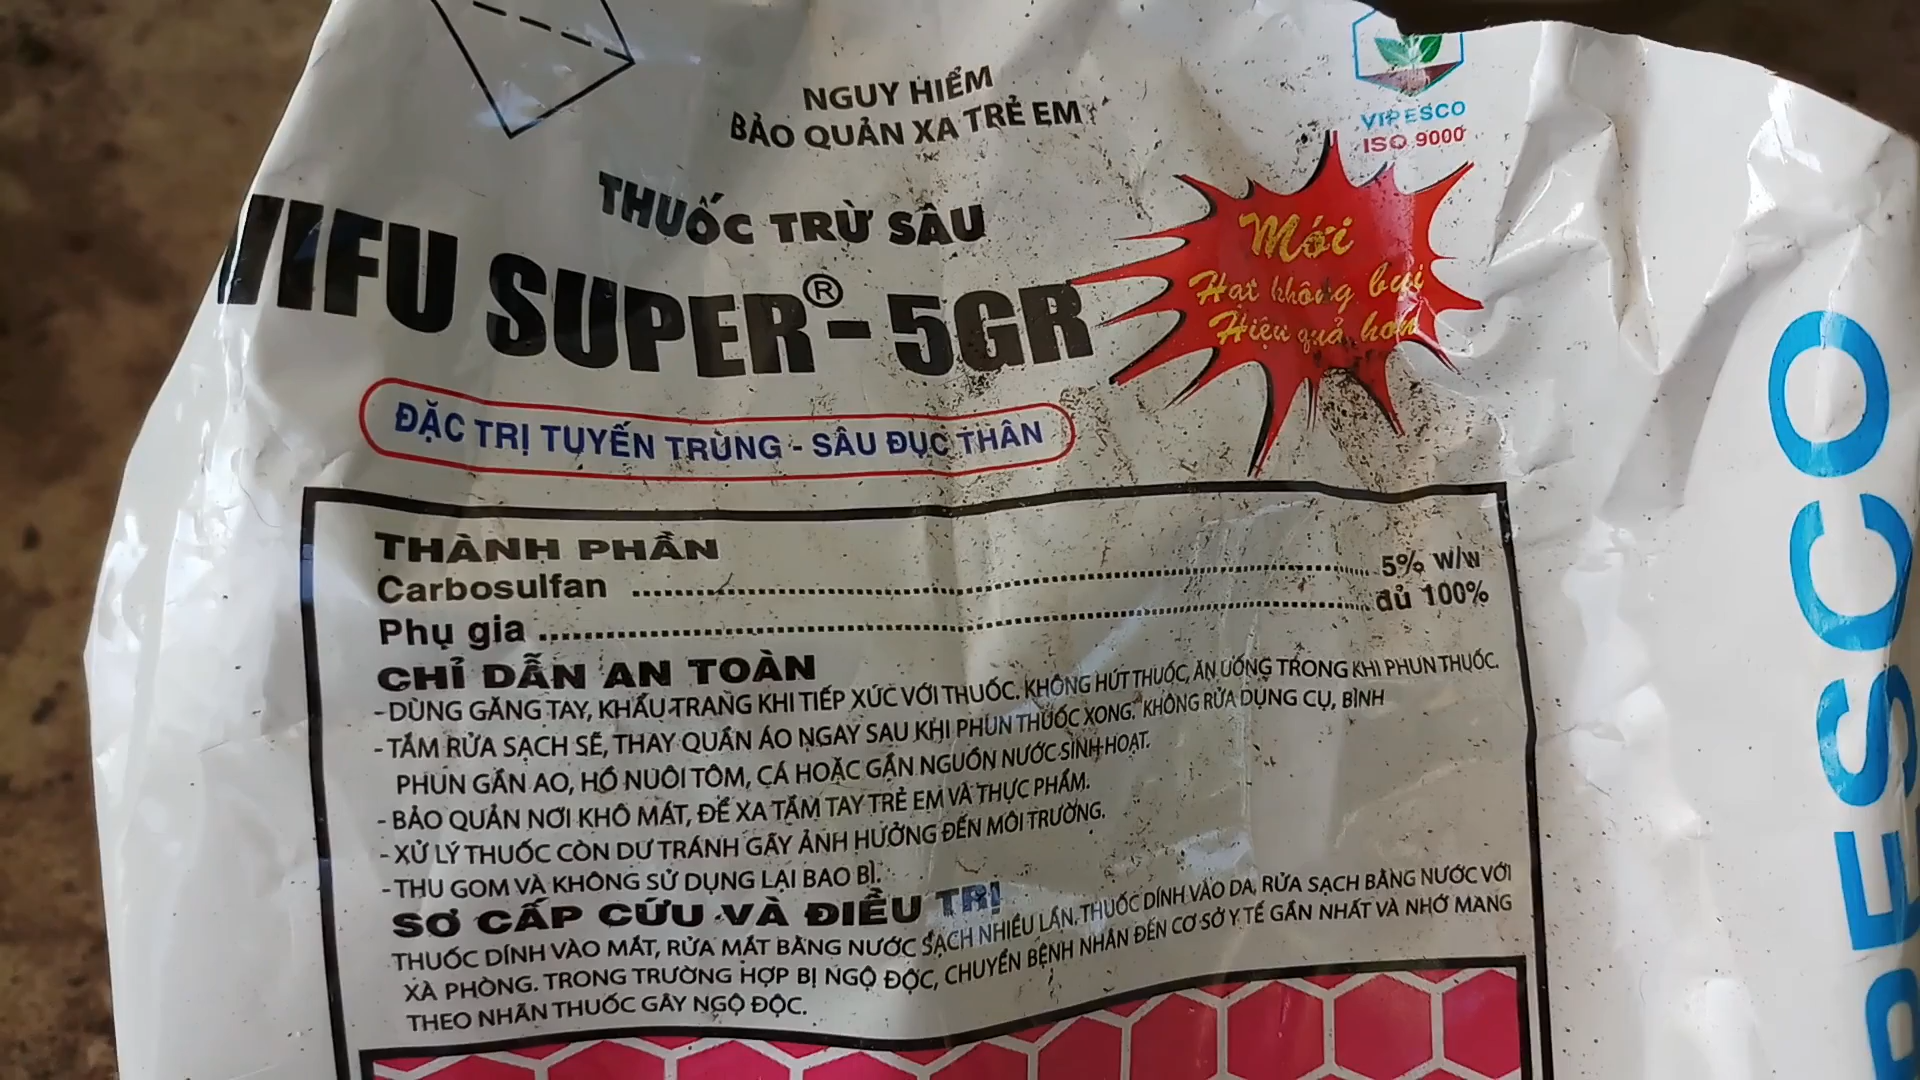 NGUY HIỂM
BẢO QUẢN XA TRẺ EM
VIPESCO
ISO 9000
THUỐC TRỪ SÂU
VIFU SUPER®- 5GR
Mới
Hạt không bụi
Hiệu quả hơn
ĐẶC TRỊ TUYẾN TRÙNG - SÂU ĐỤC THÂN
THÀNH PHẦN
Carbosulfan ........................ 5% w/w
Phụ gia ........................ đủ 100%
CHỈ DẪN AN TOÀN
- DÙNG GĂNG TAY, KHẨU TRANG KHI TIẾP XÚC VỚI THUỐC. KHÔNG HÚT THUỐC, ĂN UỐNG TRONG KHI PHUN THUỐC.
- TẮM RỬA SẠCH SẼ, THAY QUẦN ÁO NGAY SAU KHI PHUN THUỐC XONG. KHÔNG RỬA DỤNG CỤ, BÌNH
PHUN GẦN AO, HỒ NUÔI TÔM, CÁ HOẶC GẦN NGUỒN NƯỚC SINH HOẠT.
- BẢO QUẢN NƠI KHÔ MÁT, ĐỂ XA TẦM TAY TRẺ EM VÀ THỰC PHẨM.
- XỬ LÝ THUỐC CÒN DƯ TRÁNH GÂY ẢNH HƯỞNG ĐẾN MÔI TRƯỜNG.
- THU GOM VÀ KHÔNG SỬ DỤNG LẠI BAO BÌ.
SƠ CẤP CỨU VÀ ĐIỀU TRỊ
THUỐC DÍNH VÀO MẮT, RỬA MẮT BẰNG NƯỚC SẠCH NHIỀU LẦN. THUỐC DÍNH VÀO DA, RỬA SẠCH BẰNG NƯỚC VỚI
XÀ PHÒNG. TRONG TRƯỜNG HỢP BỊ NGỘ ĐỘC, CHUYỂN BỆNH NHÂN ĐẾN CƠ SỞ Y TẾ GẦN NHẤT VÀ NHỚ MANG
THEO NHÃN THUỐC GÂY NGỘ ĐỘC.
PESCO